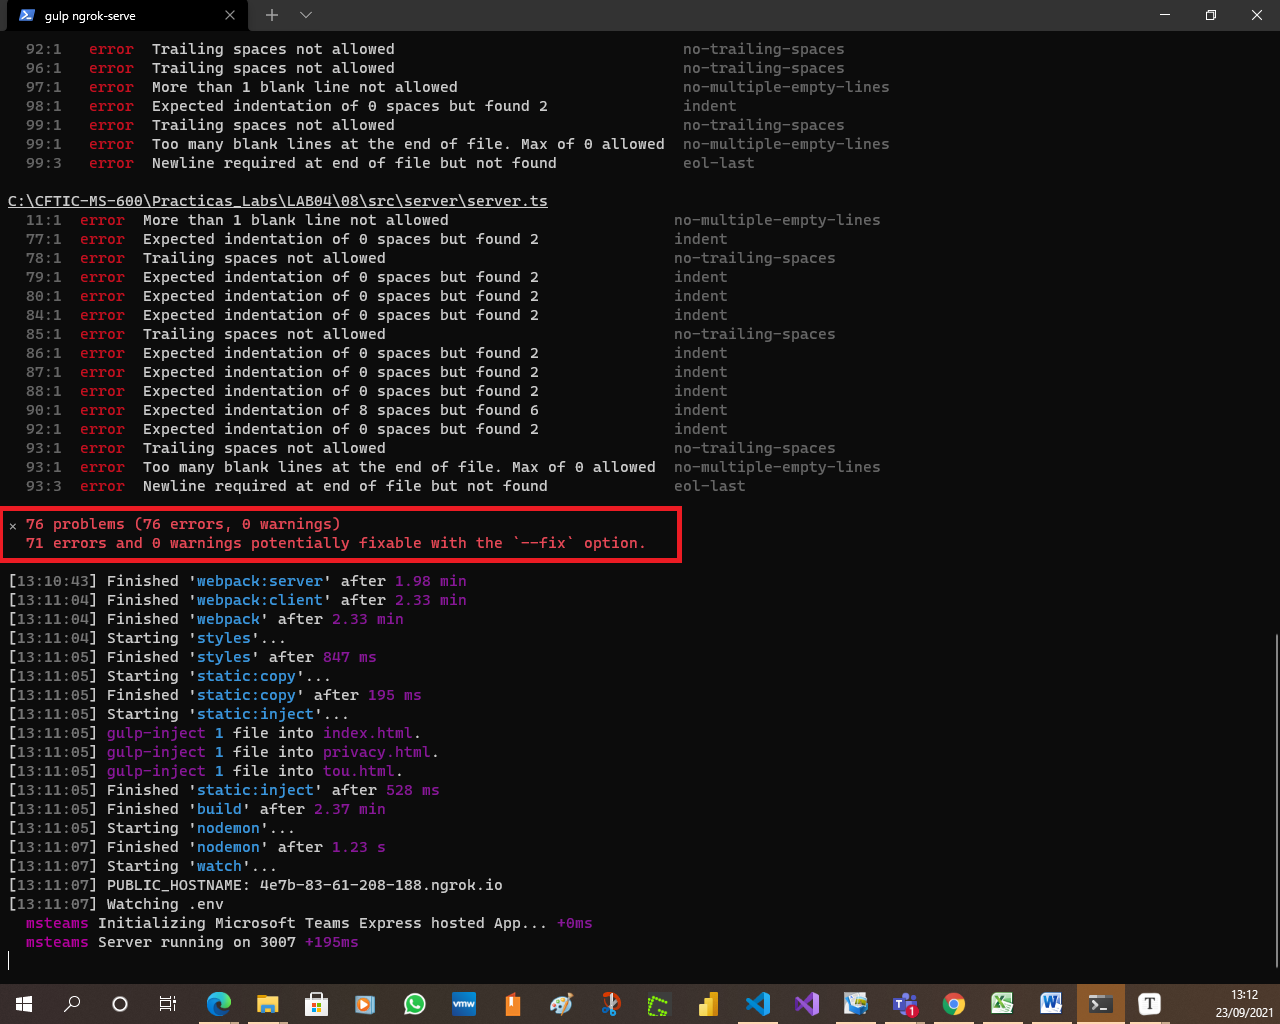 gulp ngrok-serve
92:1 error Trailing spaces not allowed no-trailing-spaces
96:1 error Trailing spaces not allowed no-trailing-spaces
97:1 error More than 1 blank line not allowed no-multiple-empty-lines
98:1 error Expected indentation of 0 spaces but found 2 indent
99:1 error Trailing spaces not allowed no-trailing-spaces
99:1 error Too many blank lines at the end of file. Max of 0 allowed no-multiple-empty-lines
99:3 error Newline required at end of file but not found eol-last
C:\CFTIC-MS-600\Practicas_Labs\LAB04\08\src\server\server.ts
11:1 error More than 1 blank line not allowed no-multiple-empty-lines
77:1 error Expected indentation of 0 spaces but found 2 indent
78:1 error Trailing spaces not allowed no-trailing-spaces
79:1 error Expected indentation of 0 spaces but found 2 indent
80:1 error Expected indentation of 0 spaces but found 2 indent
84:1 error Expected indentation of 0 spaces but found 2 indent
85:1 error Trailing spaces not allowed no-trailing-spaces
86:1 error Expected indentation of 0 spaces but found 2 indent
87:1 error Expected indentation of 0 spaces but found 2 indent
88:1 error Expected indentation of 0 spaces but found 2 indent
90:1 error Expected indentation of 8 spaces but found 6 indent
92:1 error Expected indentation of 0 spaces but found 2 indent
93:1 error Trailing spaces not allowed no-trailing-spaces
93:1 error Too many blank lines at the end of file. Max of 0 allowed no-multiple-empty-lines
93:3 error Newline required at end of file but not found eol-last
× 76 problems (76 errors, 0 warnings)
71 errors and 0 warnings potentially fixable with the `--fix` option.
[13:10:43] Finished 'webpack:server' after 1.98 min
[13:11:04] Finished 'webpack:client' after 2.33 min
[13:11:04] Finished 'webpack' after 2.33 min
[13:11:04] Starting 'styles'...
[13:11:05] Finished 'styles' after 847 ms
[13:11:05] Starting 'static:copy'...
[13:11:05] Finished 'static:copy' after 195 ms
[13:11:05] Starting 'static:inject'...
[13:11:05] gulp-inject 1 file into index.html.
[13:11:05] gulp-inject 1 file into privacy.html.
[13:11:05] gulp-inject 1 file into tou.html.
[13:11:05] Finished 'static:inject' after 528 ms
[13:11:05] Finished 'build' after 2.37 min
[13:11:05] Starting 'nodemon'...
[13:11:07] Finished 'nodemon' after 1.23 s
[13:11:07] Starting 'watch'...
[13:11:07] PUBLIC_HOSTNAME: 4e7b-83-61-208-188.ngrok.io
[13:11:07] Watching .env
msteams Initializing Microsoft Teams Express hosted App... +0ms
msteams Server running on 3007 +195ms
vmw
1
T
13:12
23/09/2021